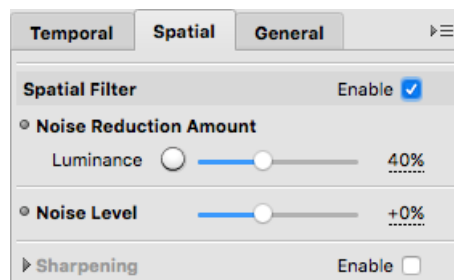 Temporal Spatial General
Spatial Filter Enable
Noise Reduction Amount
Luminance 40%
Noise Level +0%
Sharpening Enable